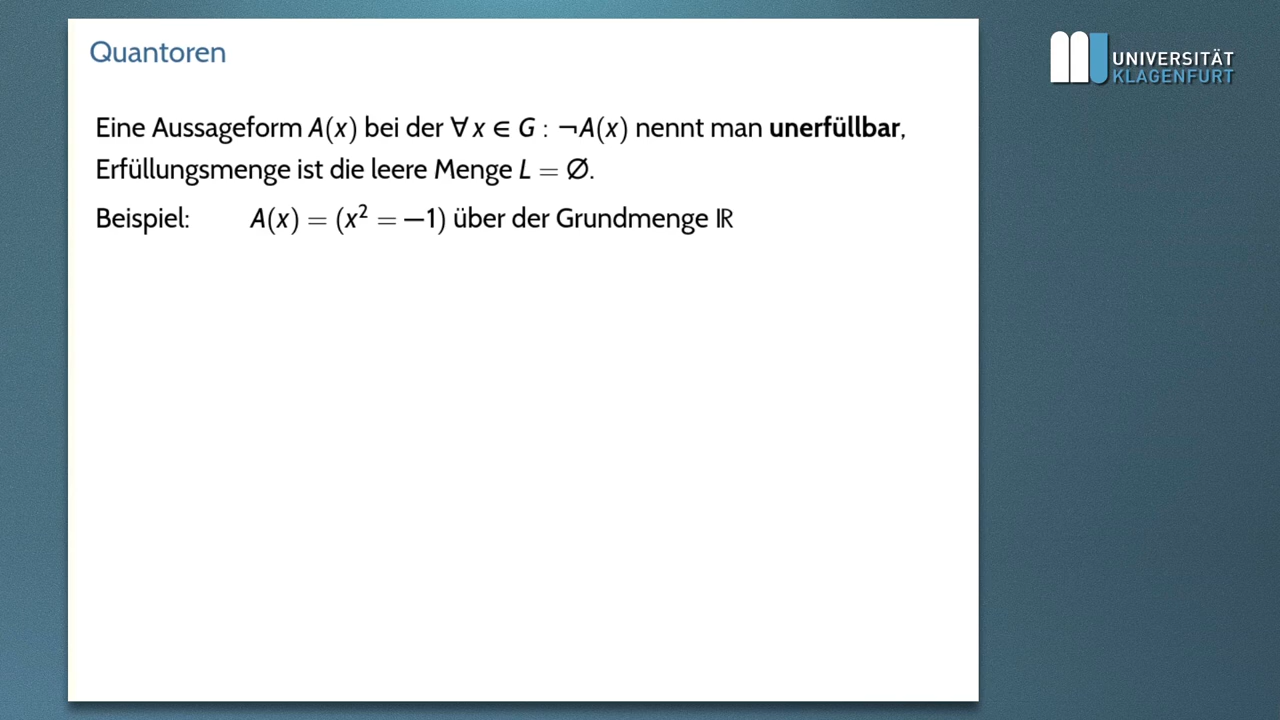 Quantoren
UNIVERSITÄT
KLAGENFURT
Eine Aussageform A(x) bei der ∀ x ∈ G : ¬A(x) nennt man unerfüllbar,
Erfüllungsmenge ist die leere Menge L = Ø.
Beispiel: A(x) = (x² = −1) über der Grundmenge ℝ